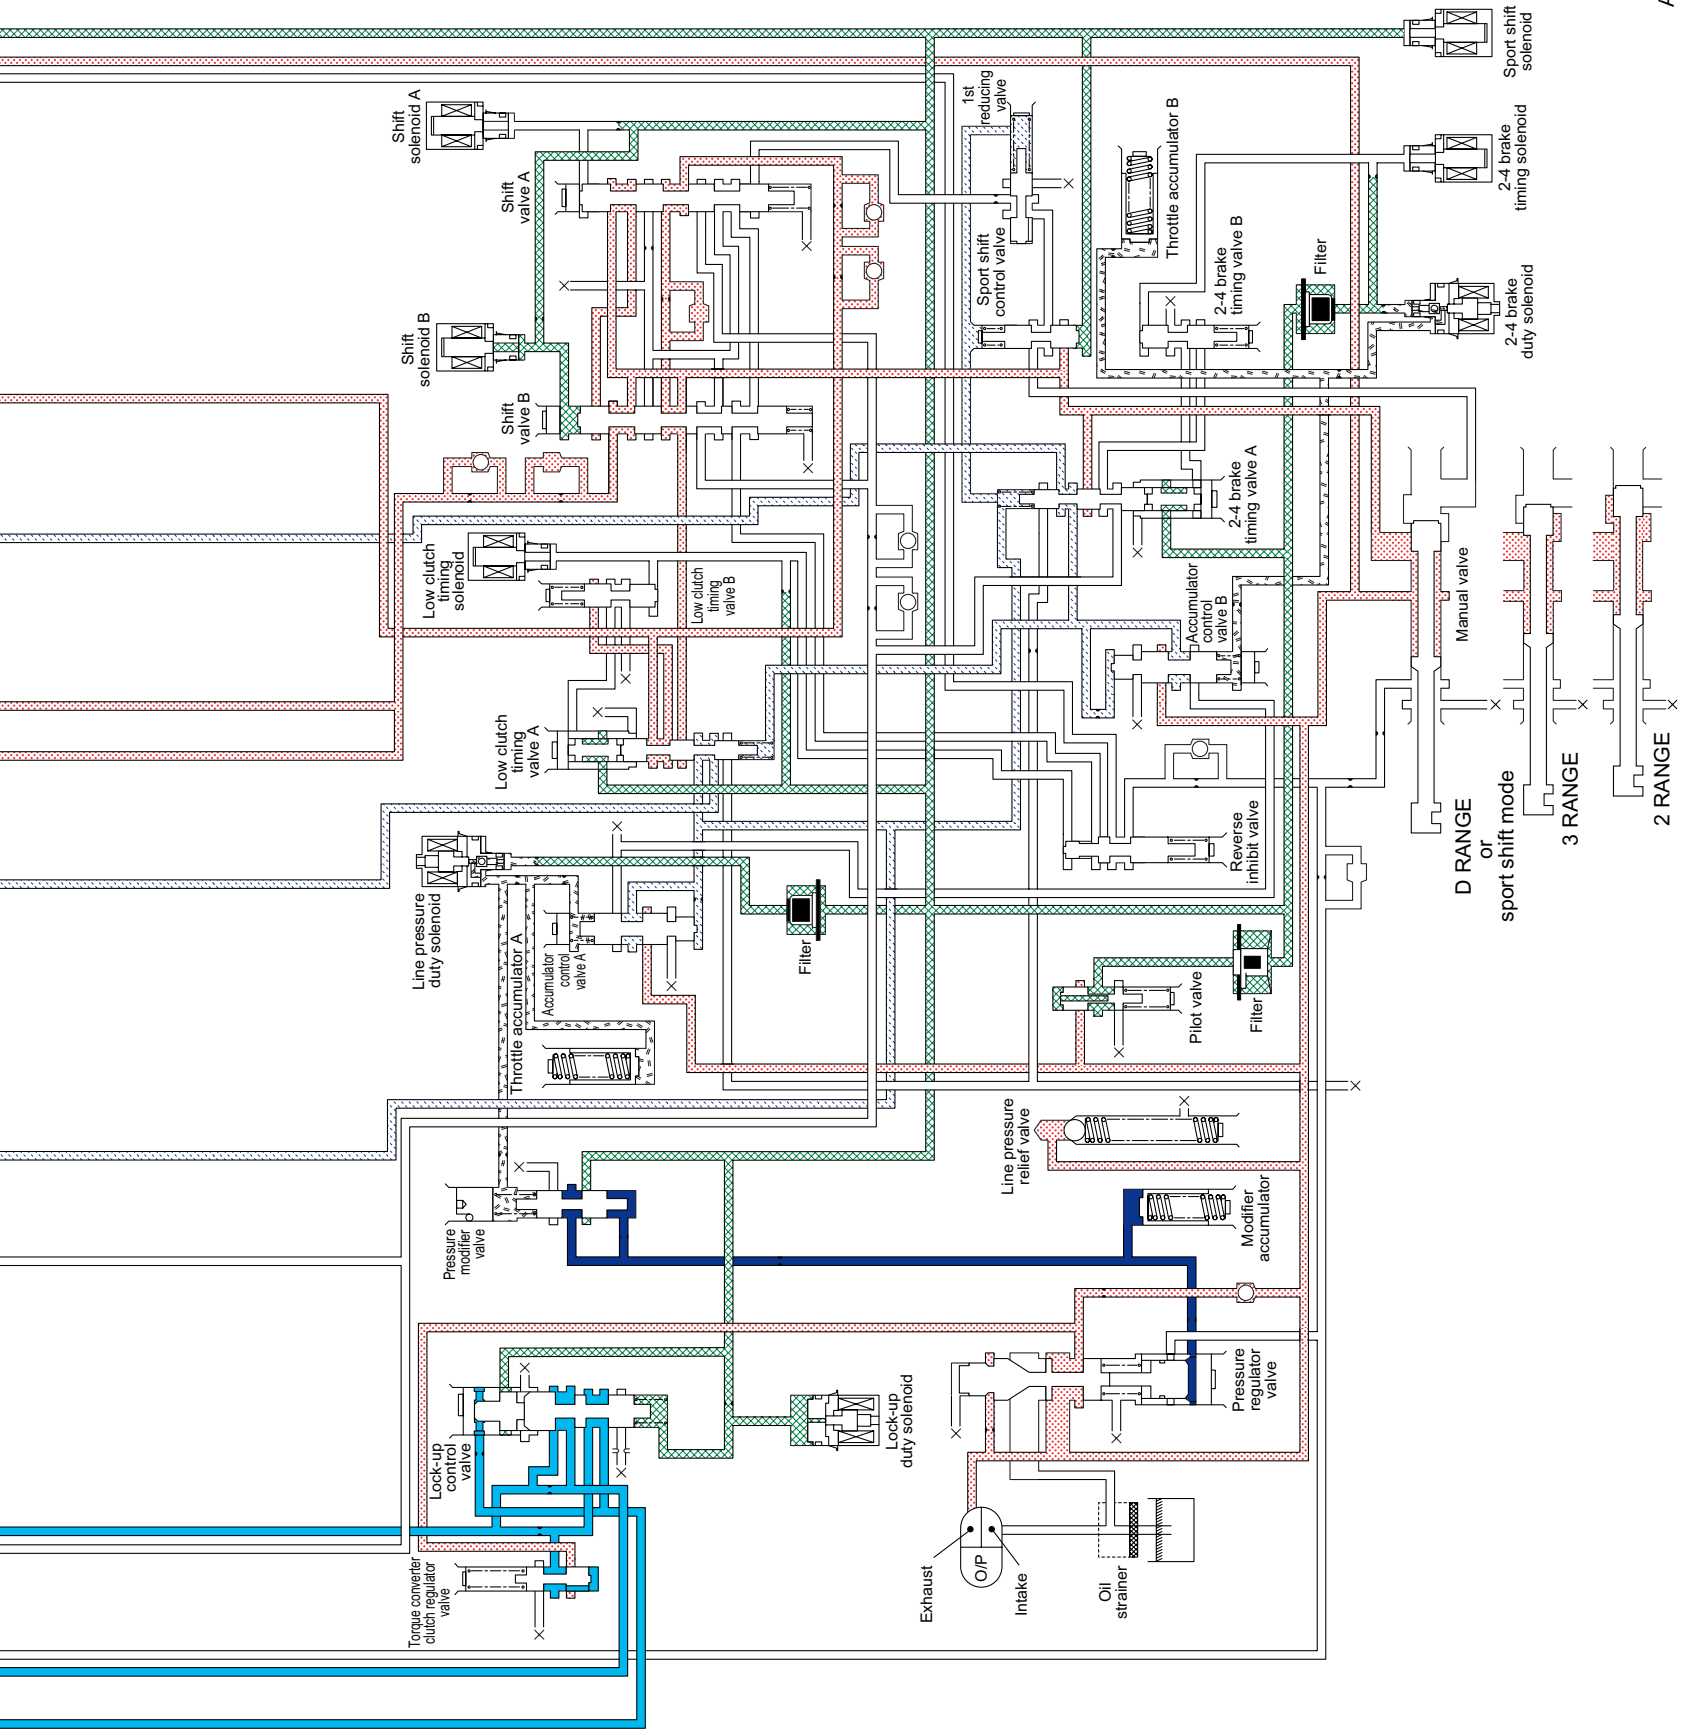 Sport shift
solenoid
2-4 brake
timing solenoid
2-4 brake
duty solenoid
Shift
solenoid A
Shift
valve A
1st
reducing
valve
Throttle accumulator B
Sport shift
control valve
2-4 brake
timing valve B
Filter
Shift
solenoid B
Shift
valve B
2-4 brake
timing valve A
Low clutch
timing
solenoid
Low clutch
timing
valve B
Accumulator
control
valve B
Manual valve
Low clutch
timing
valve A
Reverse
inhibit valve
D RANGE
or
sport shift mode
3 RANGE
2 RANGE
Line pressure
duty solenoid
Throttle accumulator A
Accumulator
control
valve A
Filter
Pilot valve
Filter
Line pressure
relief valve
Pressure
modifier
valve
Modifier
accumulator
Lock-up
control
valve
Lock-up
duty solenoid
Pressure
regulator
valve
Torque converter
clutch regulator
valve
Exhaust
O/P
Intake
Oil
strainer